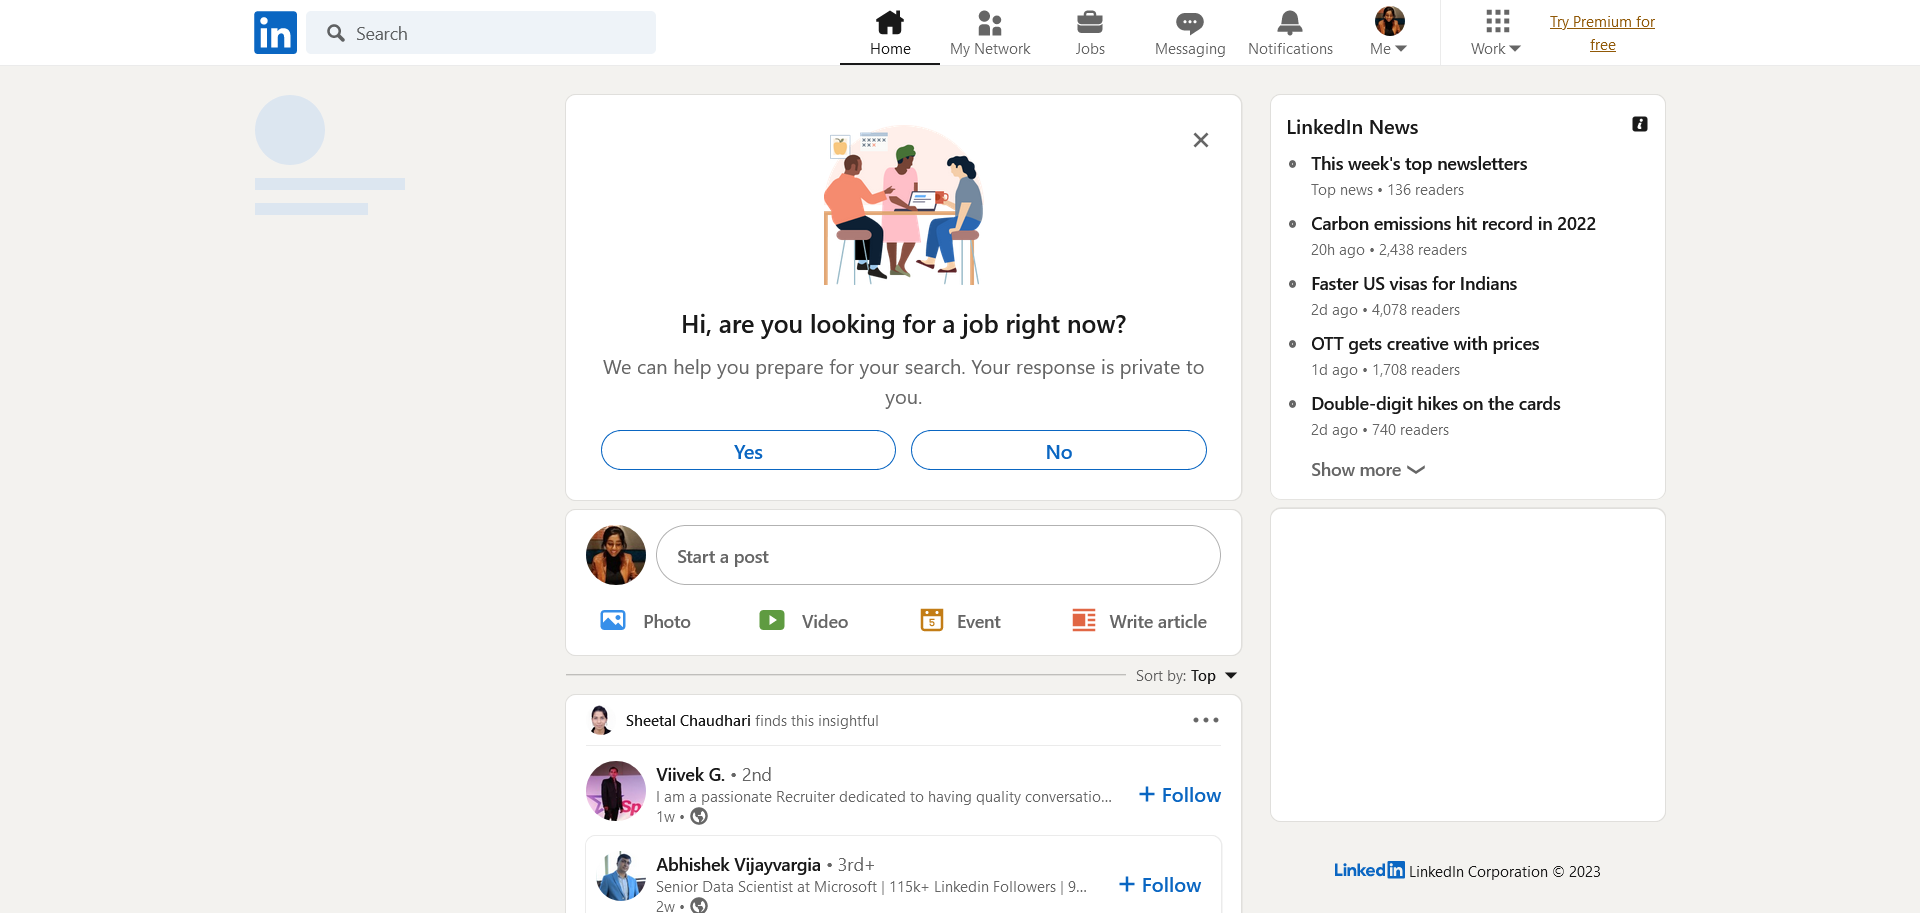 in
Search
Home
My Network
Jobs
Messaging
Notifications
Me
Work
Try Premium for
free
Hi, are you looking for a job right now?
We can help you prepare for your search. Your response is private to
you.
Yes
No
Start a post
Photo
Video
5
Event
Write article
Sort by: Top
Sheetal Chaudhari finds this insightful
Viivek G. • 2nd
I am a passionate Recruiter dedicated to having quality conversatio...
1w •
+ Follow
Abhishek Vijayvargia • 3rd+
Senior Data Scientist at Microsoft | 115k+ Linkedin Followers | 9...
2w •
+ Follow
LinkedIn News
This week's top newsletters
Top news • 136 readers
Carbon emissions hit record in 2022
20h ago • 2,438 readers
Faster US visas for Indians
2d ago • 4,078 readers
OTT gets creative with prices
1d ago • 1,708 readers
Double-digit hikes on the cards
2d ago • 740 readers
Show more
Linkedin LinkedIn Corporation © 2023